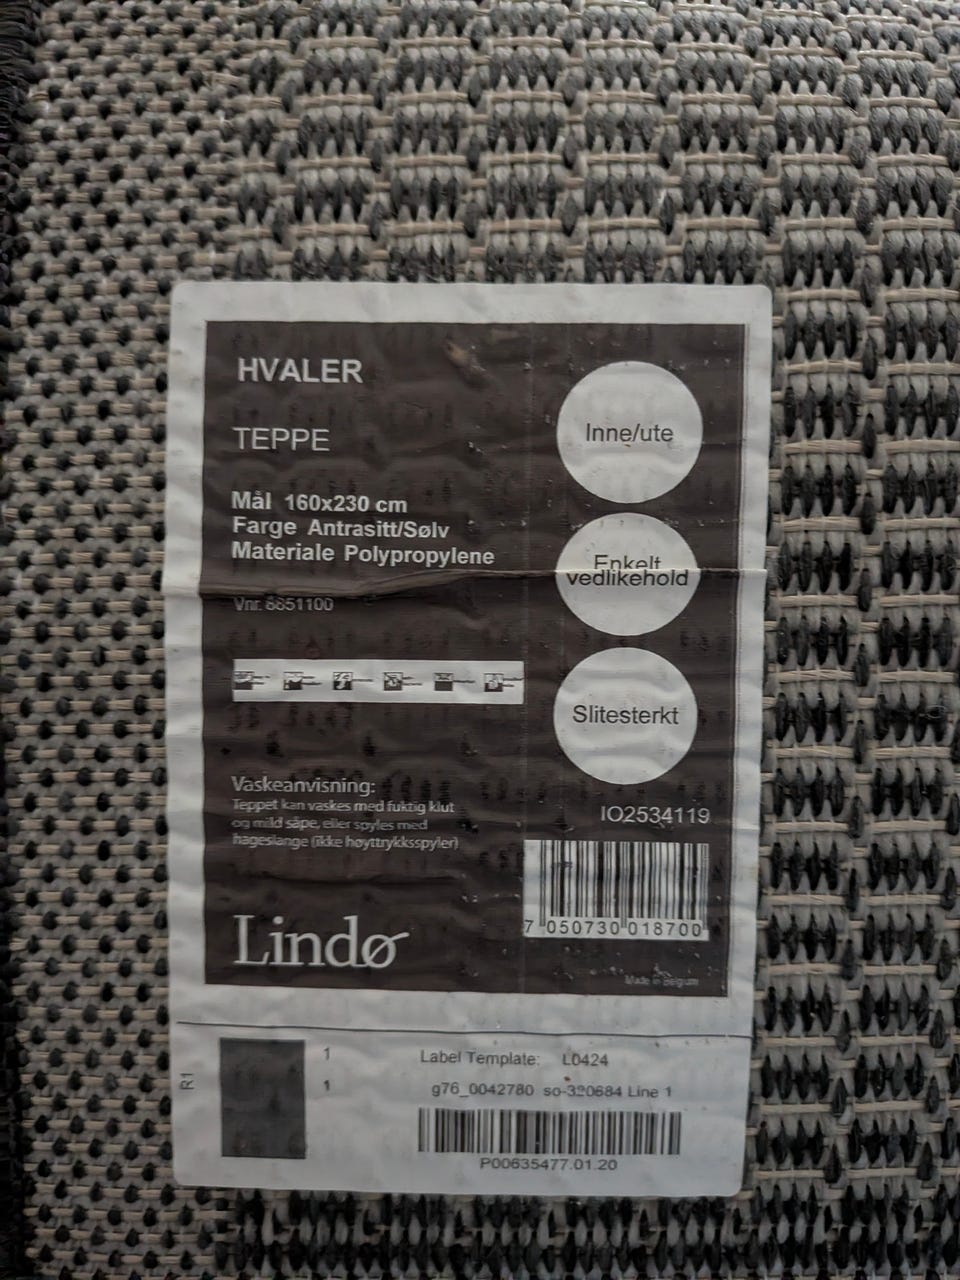 HVALER
TEPPE
Mål 160x230 cm
Farge Antrasitt/Sølv
Materiale Polypropylene
Vnr. 8851100
Inne/ute
Enkelt
vedlikehold
Slitesterkt
Vaskeanvisning:
Teppet kan vaskes med fuktig klut
og mild såpe, eller spyles med
hageslange (ikke høyttrykksspyler)
IO2534119
7 050730 018700
Lindø
Made in Belgium
R1
1
1
Label Template: L0424
g76_0042780 so-320684 Line 1
P00635477.01.20